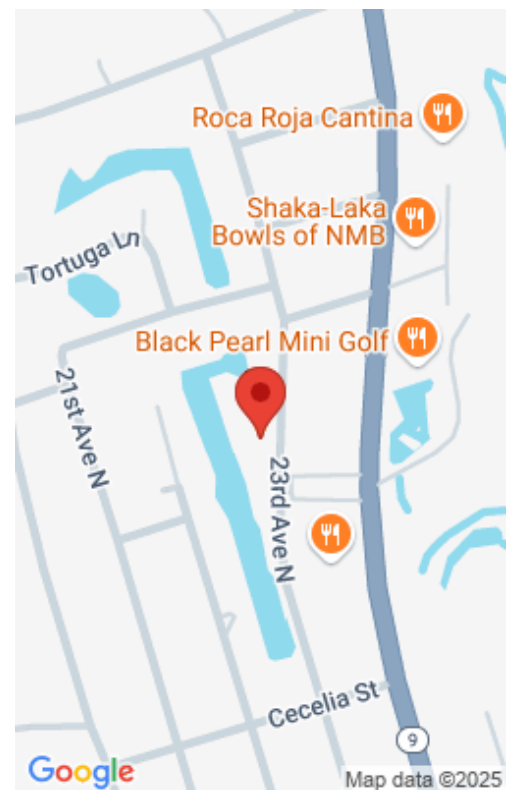 Roca Roja Cantina
Shaka-Laka
Bowls of NMB
Tortuga Ln
Black Pearl Mini Golf
21st Ave N
23rd Ave N
Cecelia St
9
Google
Map data ©2025